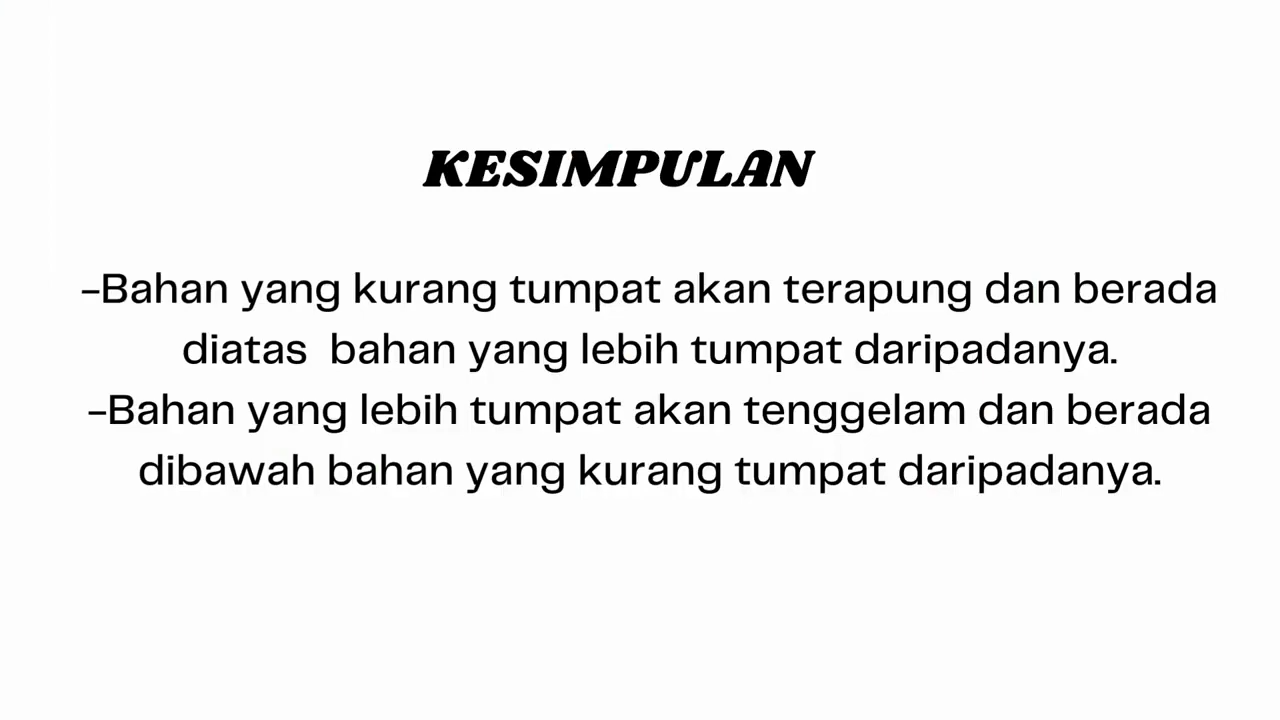 KESIMPULAN
-Bahan yang kurang tumpat akan terapung dan berada
diatas  bahan yang lebih tumpat daripadanya.
-Bahan yang lebih tumpat akan tenggelam dan berada
dibawah bahan yang kurang tumpat daripadanya.